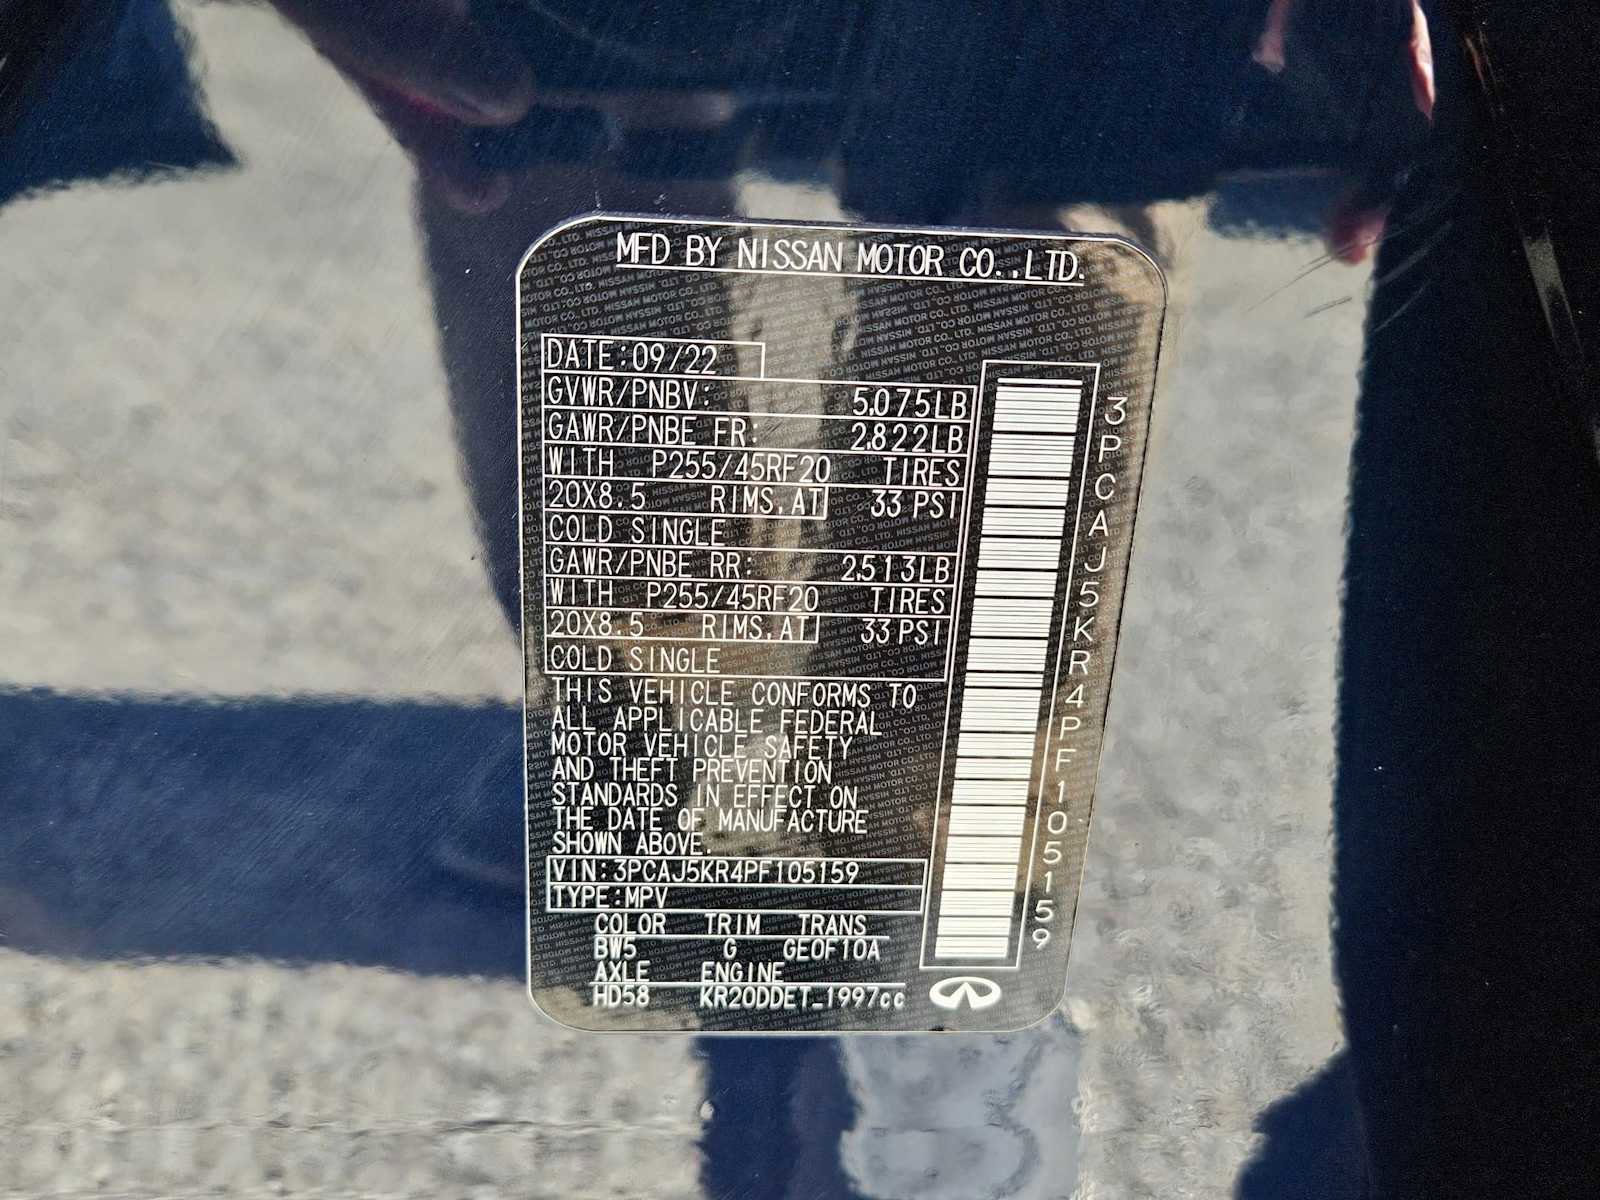 MFD BY NISSAN MOTOR CO.,LTD.
DATE:09/22
GVWR/PNBV: 5,075LB
GAWR/PNBE FR: 2,822LB
WITH P255/45RF20 TIRES
20X8.5 RIMS,AT 33 PSI
COLD SINGLE
GAWR/PNBE RR: 2,513LB
WITH P255/45RF20 TIRES
20X8.5 RIMS,AT 33 PSI
COLD SINGLE
THIS VEHICLE CONFORMS TO
ALL APPLICABLE FEDERAL
MOTOR VEHICLE SAFETY
AND THEFT PREVENTION
STANDARDS IN EFFECT ON
THE DATE OF MANUFACTURE
SHOWN ABOVE.
VIN:3PCAJ5KR4PF105159
TYPE:MPV
COLOR TRIM TRANS
BW5 G GE0F10A
AXLE ENGINE
HD58 KR20DDET-1997cc
3PCAJ5KR4PF105159